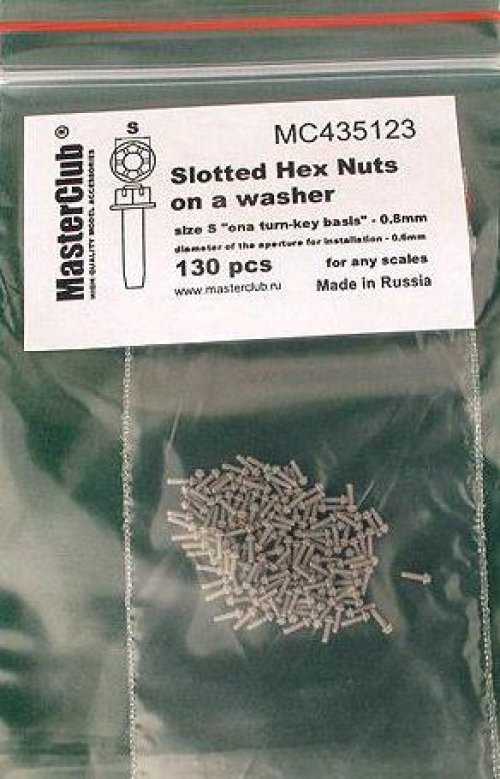 MasterClub®
HIGH-QUALITY MODEL ACCESSORIES
S
MC435123
Slotted Hex Nuts
on a washer
size S "ona turn-key basis" - 0.8mm
diameter of the aperture for installation - 0.6mm
130 pcs
for any scales
www.masterclub.ru
Made in Russia